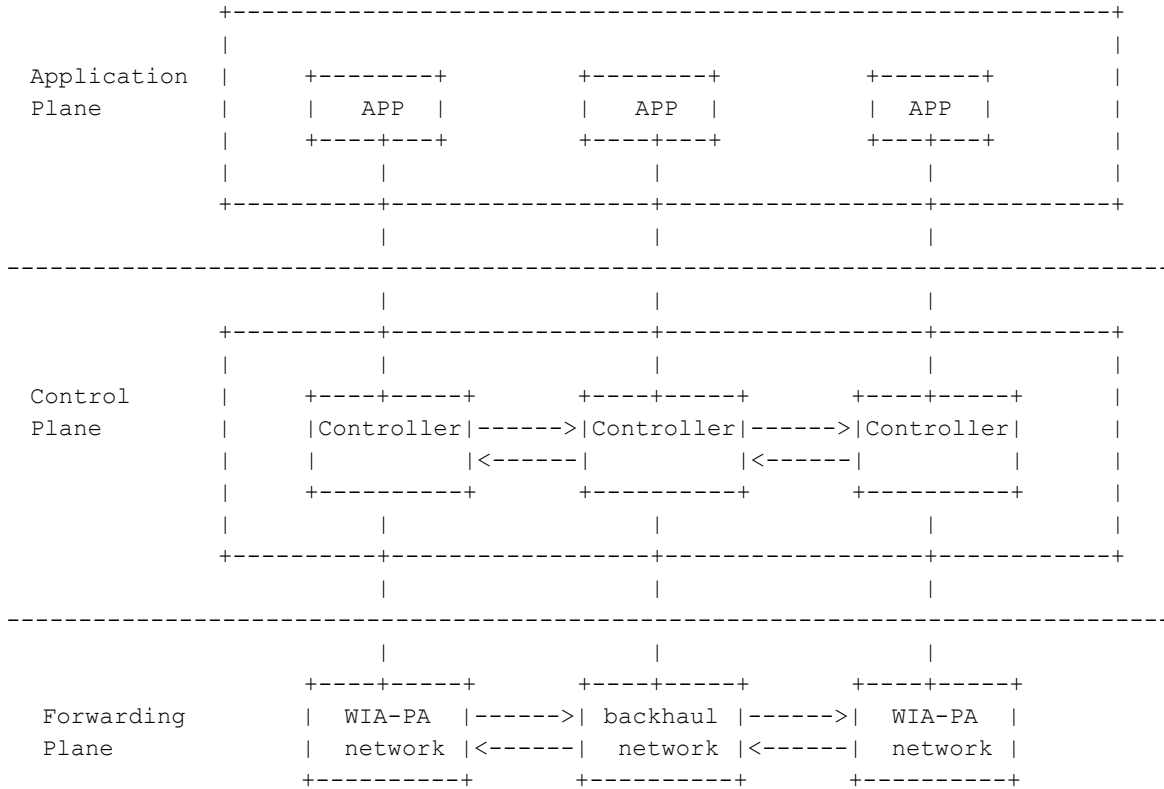 Application
Plane APP APP APP
Control
Plane Controller Controller Controller
Forwarding WIA-PA backhaul WIA-PA
Plane network network network